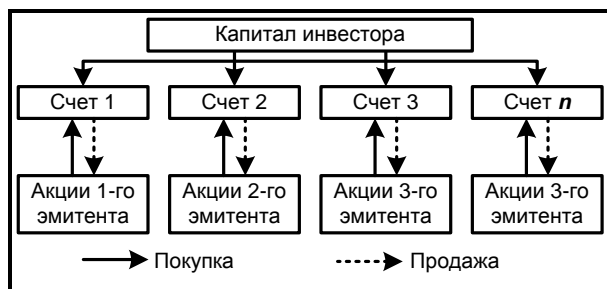 Капитал инвестора
Счет 1 Счет 2 Счет 3 Счет n
Акции 1-го Акции 2-го Акции 3-го Акции 3-го
эмитента эмитента эмитента эмитента
Покупка Продажа